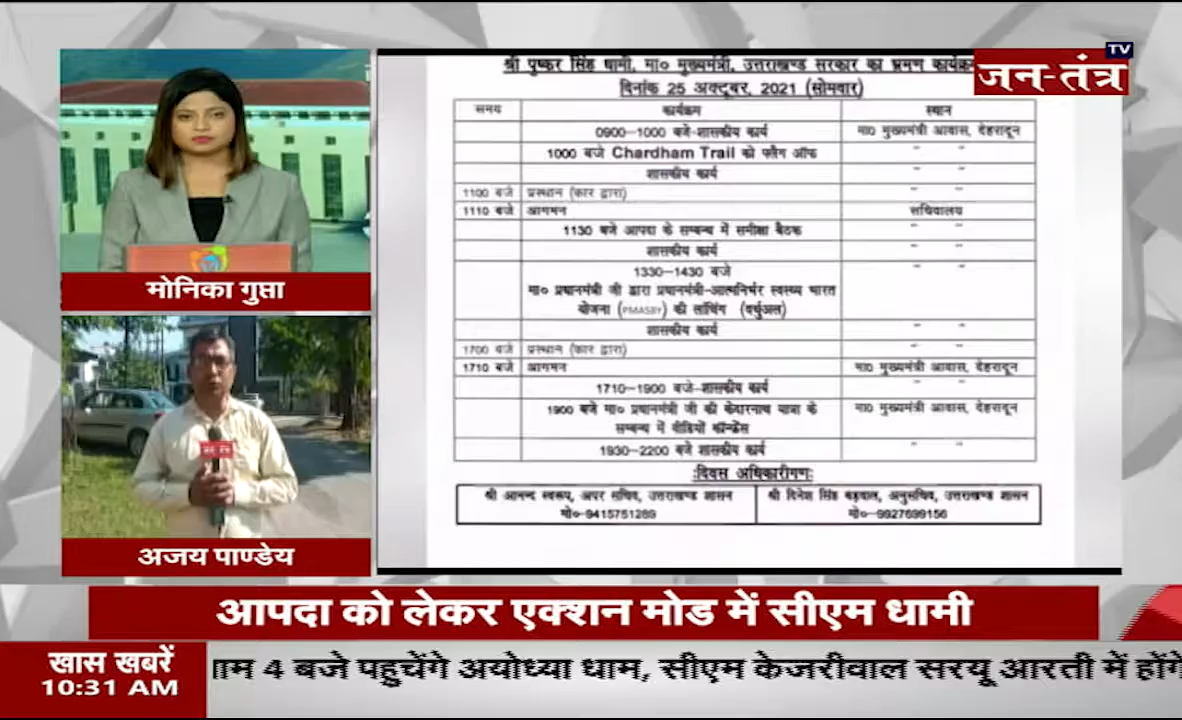 TV
जन-तंत्र
श्री पुष्कर सिंह धामी, मा० मुख्यमंत्री, उत्तराखण्ड सरकार का भ्रमण कार्यक्रम
दिनांक 25 अक्टूबर, 2021 (सोमवार)
समय कार्यक्रम स्थान
0900–1000 बजे-शासकीय कार्य मा0 मुख्यमंत्री आवास, देहरादून
1000 बजे Chardham Trail को फ्लैग ऑफ " "
शासकीय कार्य " "
1100 बजे प्रस्थान (कार द्वारा) " "
1110 बजे आगमन सचिवालय
1130 बजे आपदा के सम्बन्ध में समीक्षा बैठक " "
शासकीय कार्य " "
1330–1430 बजे " "
मा० प्रधानमंत्री जी द्वारा प्रधानमंत्री-आत्मनिर्भर स्वस्थ्य भारत
योजना (PMASBY) की लॉचिंग (वर्चुअल)
शासकीय कार्य " "
1700 बजे प्रस्थान (कार द्वारा) " "
1710 बजे आगमन मा0 मुख्यमंत्री आवास, देहरादून
1710–1900 बजे-शासकीय कार्य " "
1900 बजे मा० प्रधानमंत्री जी की केदारनाथ यात्रा के मा0 मुख्यमंत्री आवास, देहरादून
सम्बन्ध में वीडियों कॉन्फ्रेंस
1930–2200 बजे शासकीय कार्य " "
:दिवस अधिकारीगण:
श्री आनन्द स्वरूप, अपर सचिव, उत्तराखण्ड शासन श्री दिनेश सिंह बड़वाल, अनुसचिव, उत्तराखण्ड शासन
मो०-9415751289 मो०-9927699156
मोनिका गुप्ता
अजय पाण्डेय
आपदा को लेकर एक्शन मोड में सीएम धामी
खास खबरें
10:31 AM
ाम 4 बजे पहुचेंगे अयोध्या धाम, सीएम केजरीवाल सरयू आरती में होंगे